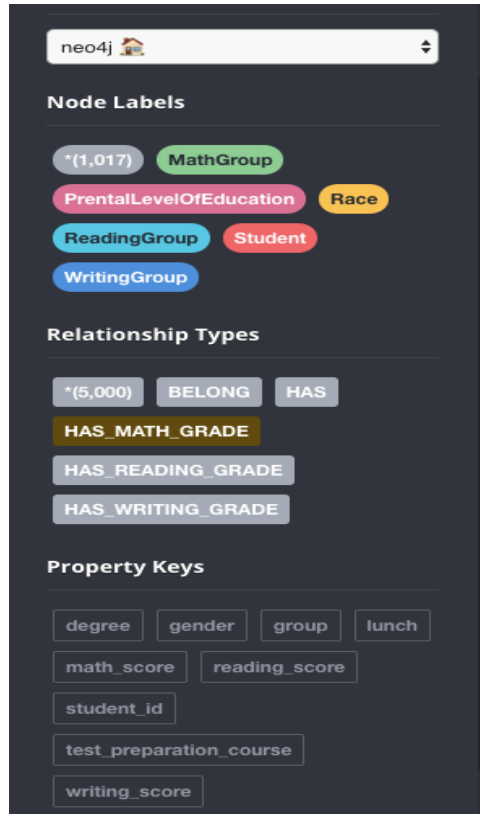 neo4j
Node Labels
*(1,017) MathGroup
PrentalLevelOfEducation Race
ReadingGroup Student
WritingGroup
Relationship Types
*(5,000) BELONG HAS
HAS_MATH_GRADE
HAS_READING_GRADE
HAS_WRITING_GRADE
Property Keys
degree gender group lunch
math_score reading_score
student_id
test_preparation_course
writing_score